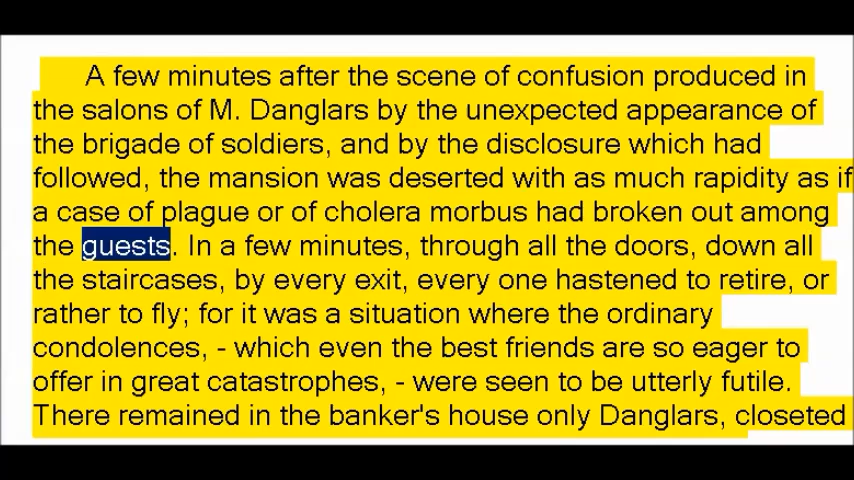 A few minutes after the scene of confusion produced in
the salons of M. Danglars by the unexpected appearance of
the brigade of soldiers, and by the disclosure which had
followed, the mansion was deserted with as much rapidity as if
a case of plague or of cholera morbus had broken out among
the guests. In a few minutes, through all the doors, down all
the staircases, by every exit, every one hastened to retire, or
rather to fly; for it was a situation where the ordinary
condolences, - which even the best friends are so eager to
offer in great catastrophes, - were seen to be utterly futile.
There remained in the banker's house only Danglars, closeted